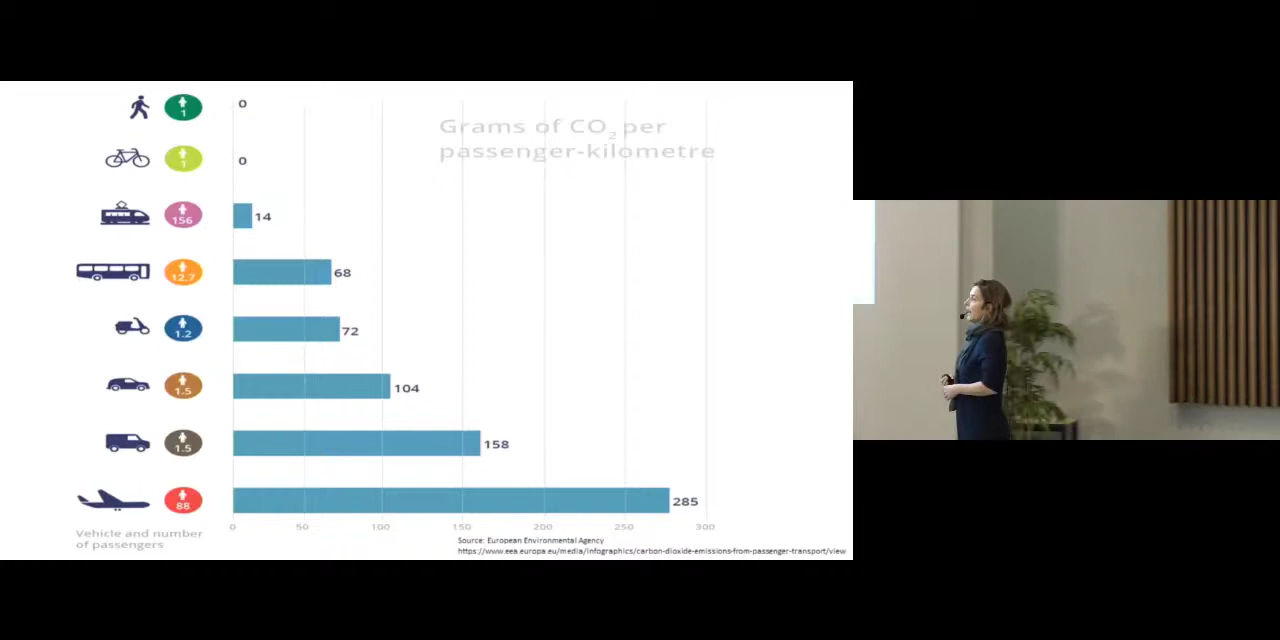 1
0
Grams of CO₂ per
passenger-kilometre
1
0
156
14
12.7
68
1.2
72
1.5
104
1.5
158
88
285
0 50 100 150 200 250 300
Vehicle and number
of passengers
Source: European Environmental Agency
https://www.eea.europa.eu/media/infographics/carbon-dioxide-emissions-from-passenger-transport/view